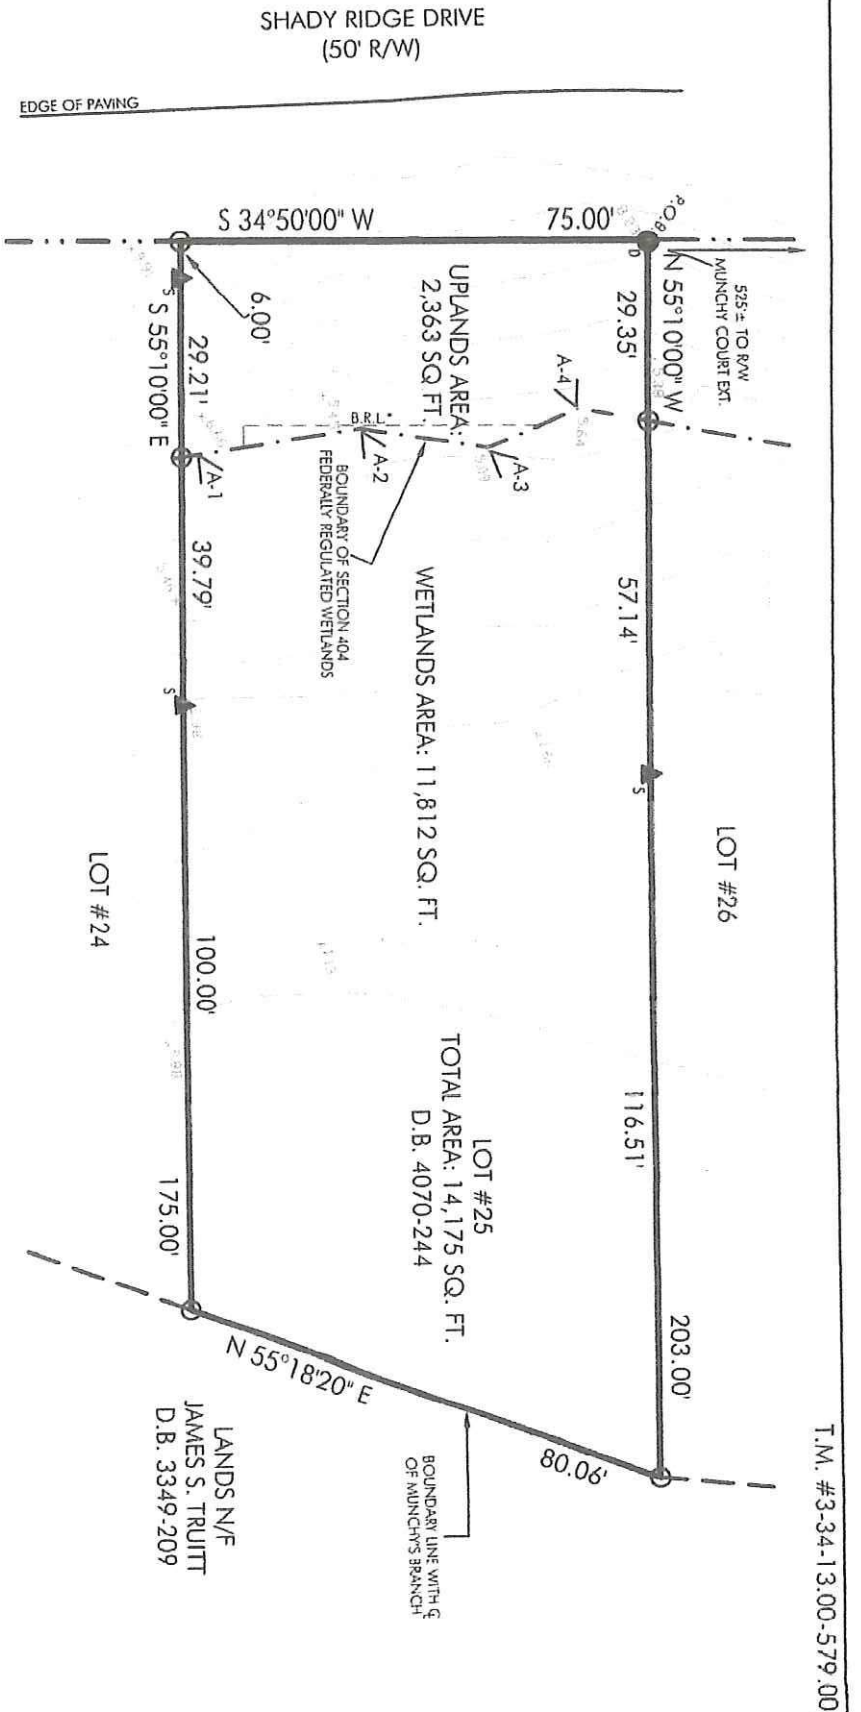 SHADY RIDGE DRIVE
(50' R/W)
EDGE OF PAVING
S 34°50'00" W
75.00'
P.O.B.
525'± TO R/W
MUNCHY COURT EXT.
N 55°10'00" W
29.35'
6.00'
UPLANDS AREA:
2,363 SQ FT.
S
29.21'
S 55°10'00" E
A-4
B.R.L.*
A-3
A-2
A-1
BOUNDARY OF SECTION 404
FEDERALLY REGULATED WETLANDS
39.79'
57.14'
WETLANDS AREA: 11,812 SQ. FT.
S
S
LOT #26
LOT #24
100.00'
116.51'
LOT #25
TOTAL AREA: 14,175 SQ. FT.
D.B. 4070-244
175.00'
203.00'
N 55°18'20" E
80.06'
BOUNDARY LINE WITH ℄
OF MUNCHY'S BRANCH
LANDS N/F
JAMES S. TRUITT
D.B. 3349-209
T.M. #3-34-13.00-579.00